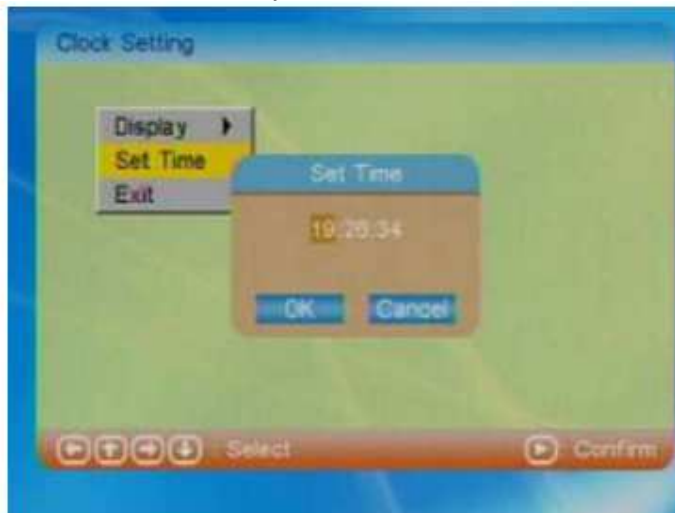 Clock Setting
Display
Set Time
Exit
Set Time
19:26:34
OK
Cancel
Select
Confirm